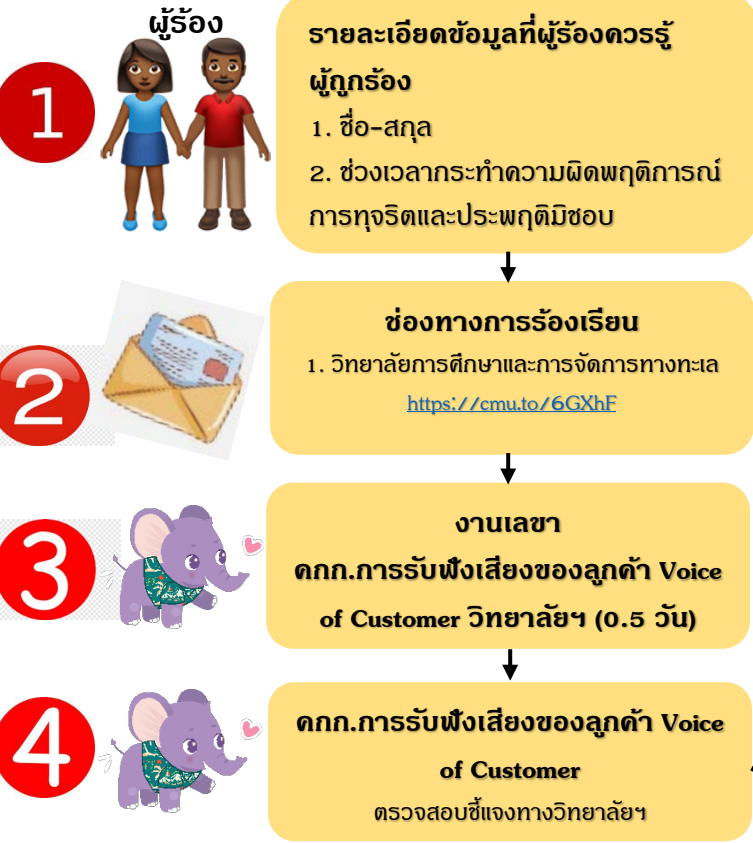 ผู้ร้อง
1
รายละเอียดข้อมูลที่ผู้ร้องควรรู้
ผู้ถูกร้อง
1. ชื่อ-สกุล
2. ช่วงเวลากระทำความผิดพฤติการณ์
การทุจริตและประพฤติมิชอบ
2
ช่องทางการร้องเรียน
1. วิทยาลัยการศึกษาและการจัดการทางทะเล
https://cmu.to/6GXhF
3
งานเลขา
คกก.การรับฟังเสียงของลูกค้า Voice
of Customer วิทยาลัยฯ (0.5 วัน)
4
คกก.การรับฟังเสียงของลูกค้า Voice
of Customer
ตรวจสอบชี้แจงทางวิทยาลัยฯ